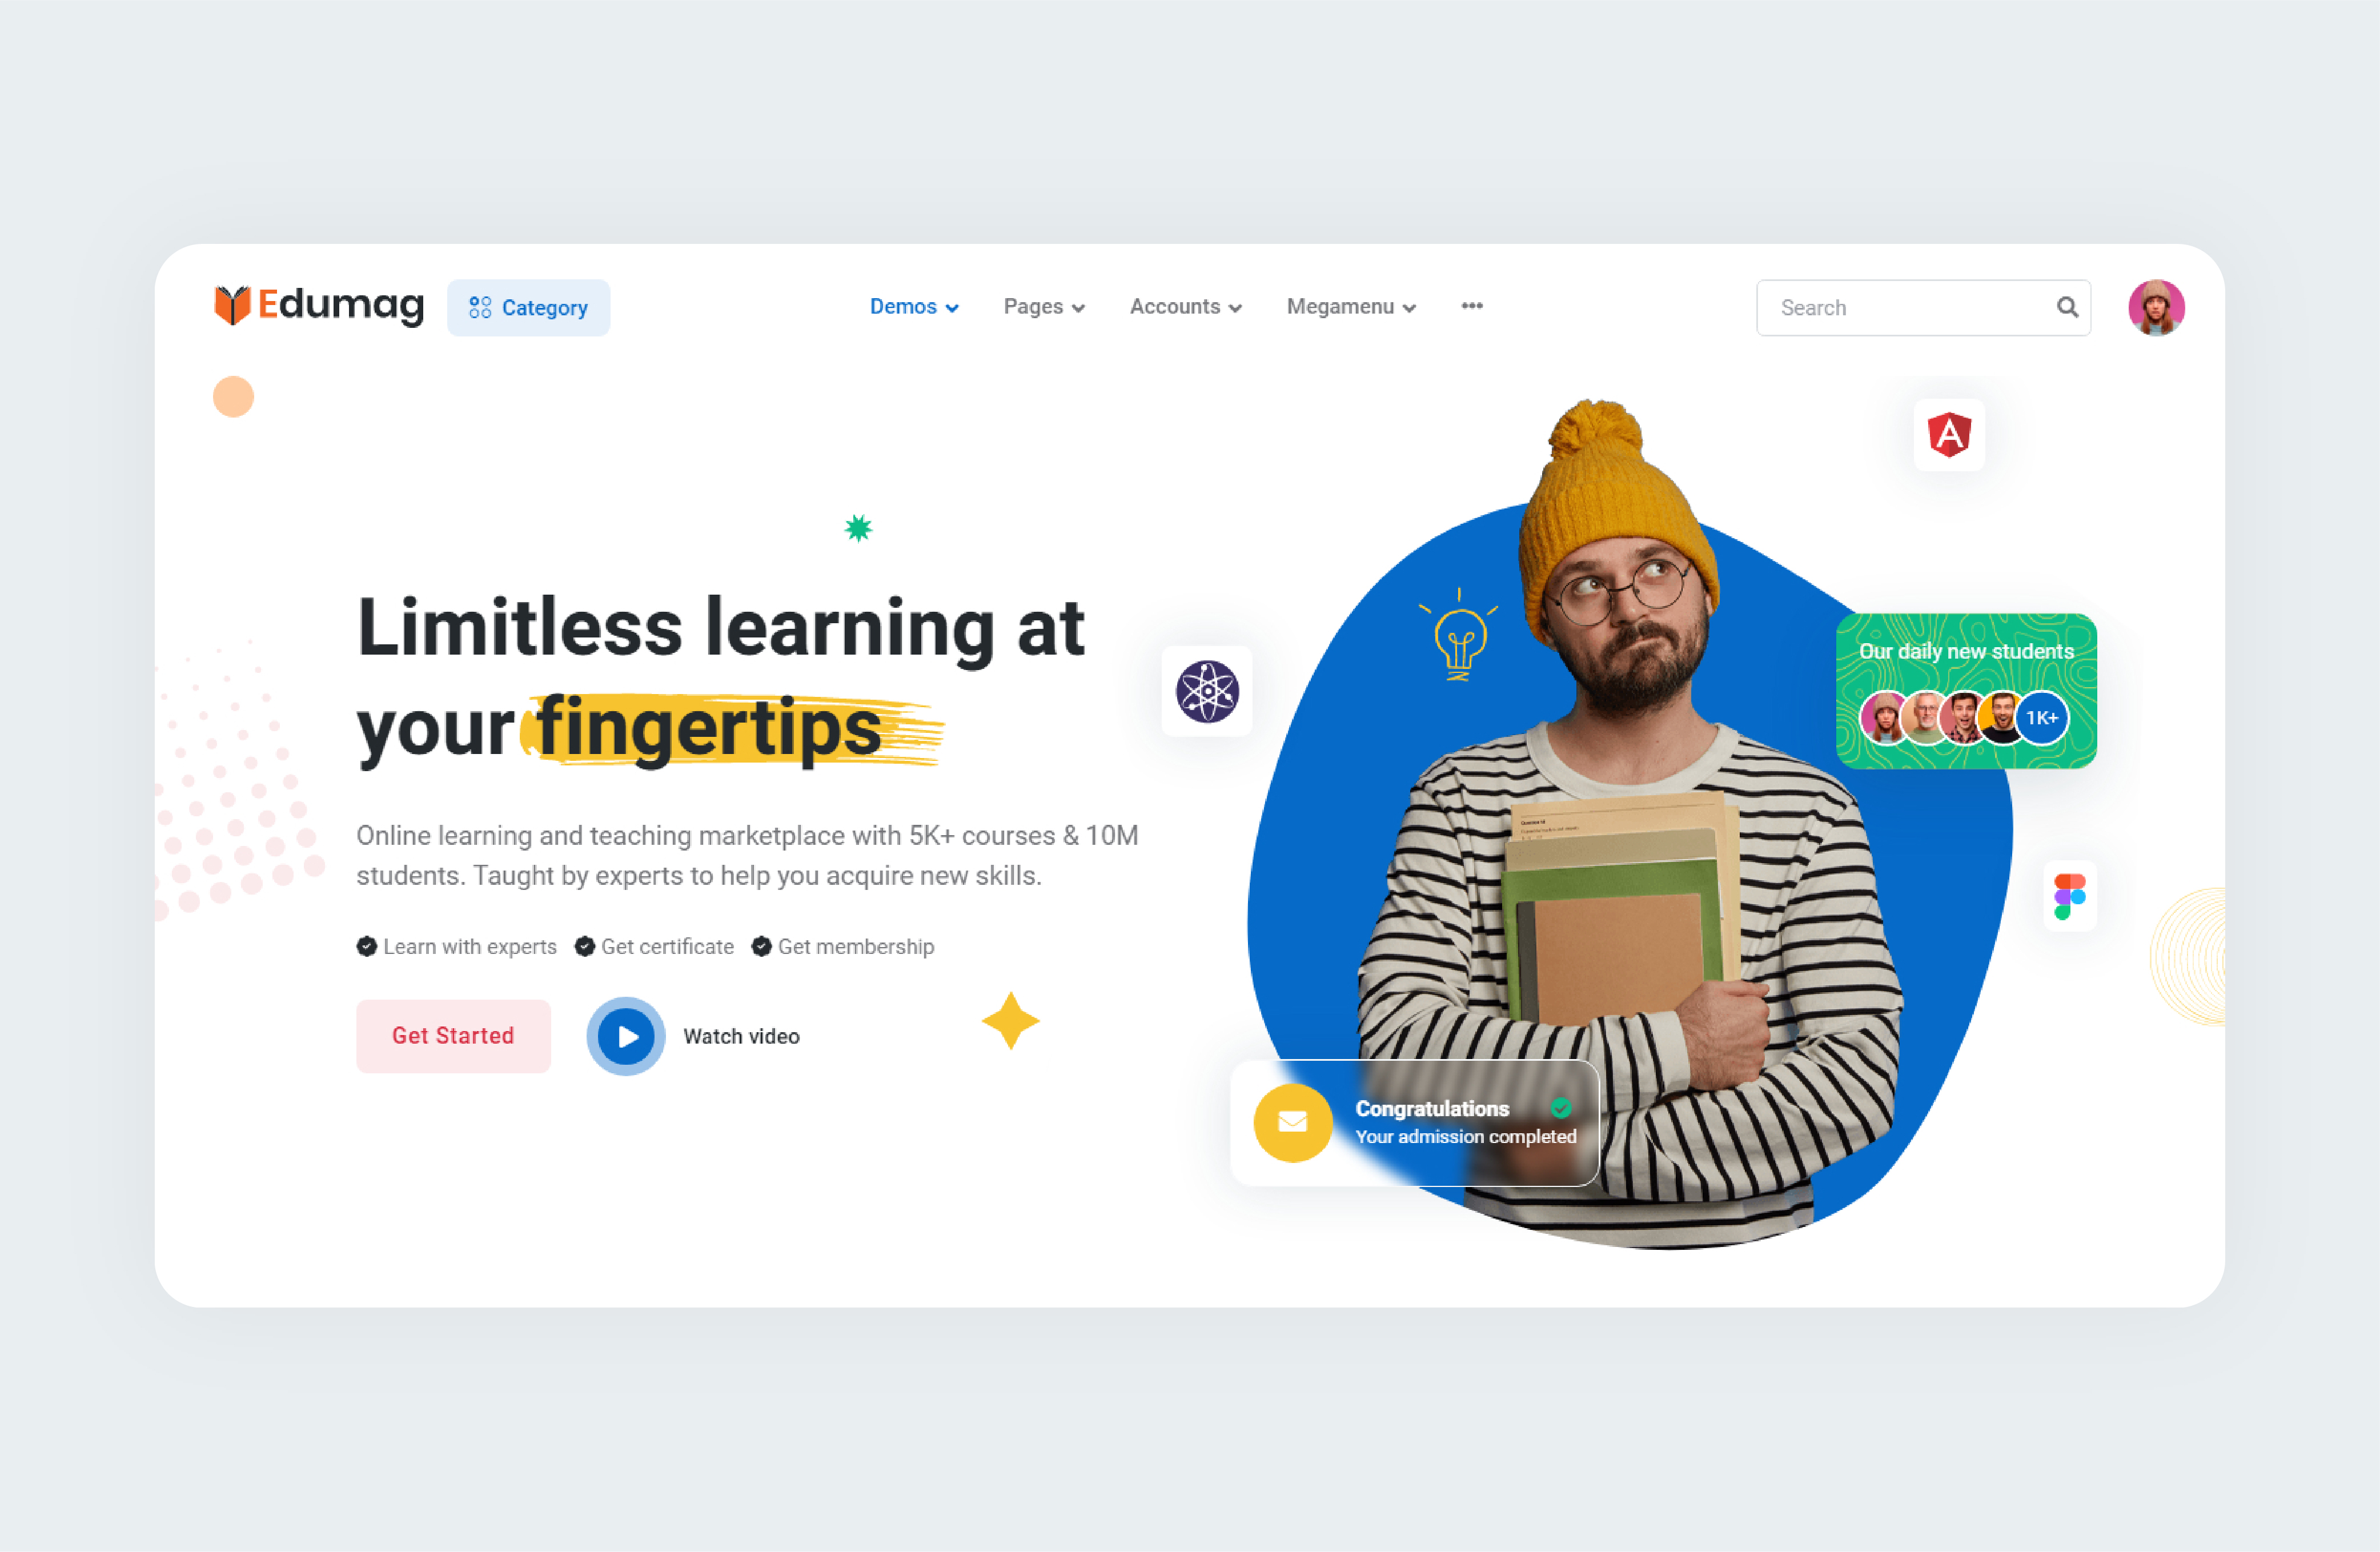 Edumag
Category
Demos
Pages
Accounts
Megamenu
Search
Limitless learning at
your fingertips
Online learning and teaching marketplace with 5K+ courses & 10M
students. Taught by experts to help you acquire new skills.
Learn with experts
Get certificate
Get membership
Get Started
Watch video
A
Our daily new students
1K+
Congratulations
Your admission completed